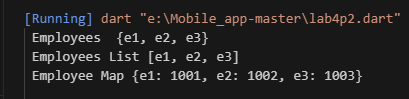 [Running] dart "e:\Mobile_app-master\lab4p2.dart"
Employees  {e1, e2, e3}
Employees List [e1, e2, e3]
Employee Map {e1: 1001, e2: 1002, e3: 1003}